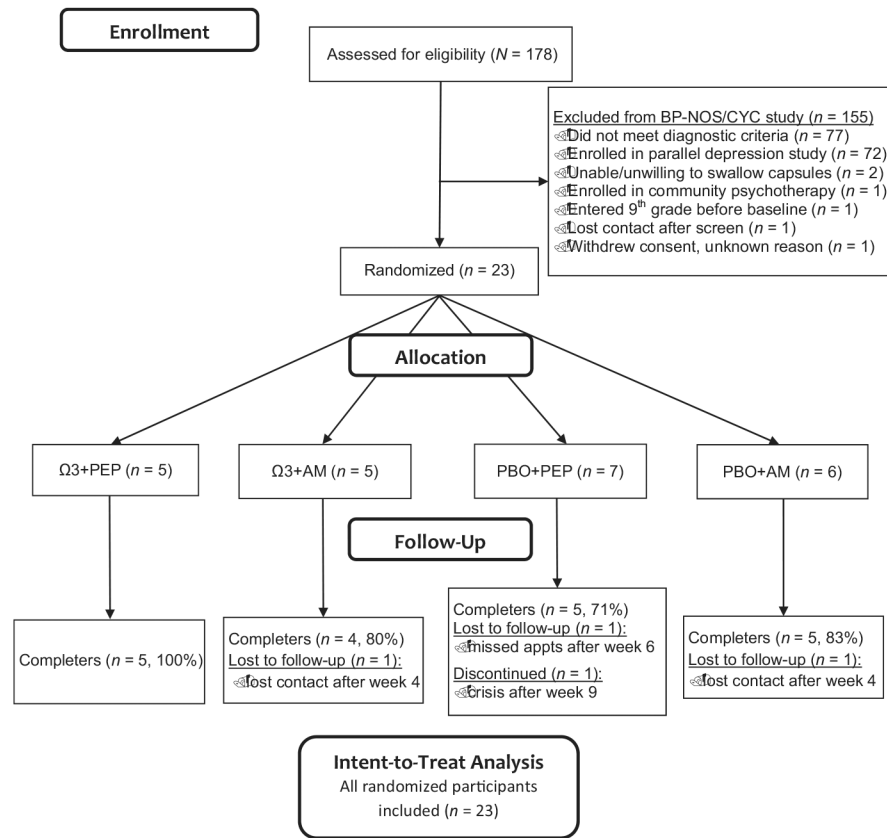 Enrollment
Assessed for eligibility (N = 178)
Excluded from BP-NOS/CYC study (n = 155)
Did not meet diagnostic criteria (n = 77)
Enrolled in parallel depression study (n = 72)
Unable/unwilling to swallow capsules (n = 2)
Enrolled in community psychotherapy (n = 1)
Entered 9th grade before baseline (n = 1)
Lost contact after screen (n = 1)
Withdrew consent, unknown reason (n = 1)
Randomized (n = 23)
Allocation
Ω3+PEP (n = 5)
Ω3+AM (n = 5)
PBO+PEP (n = 7)
PBO+AM (n = 6)
Follow-Up
Completers (n = 5, 100%)
Completers (n = 4, 80%)
Lost to follow-up (n = 1):
lost contact after week 4
Completers (n = 5, 71%)
Lost to follow-up (n = 1):
missed appts after week 6
Discontinued (n = 1):
crisis after week 9
Completers (n = 5, 83%)
Lost to follow-up (n = 1):
lost contact after week 4
Intent-to-Treat Analysis
All randomized participants
included (n = 23)